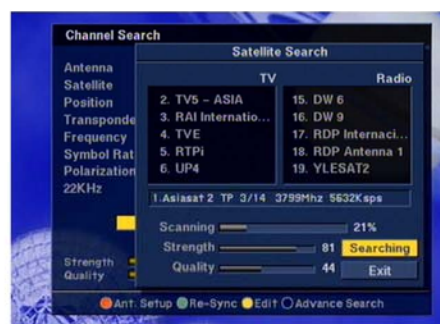 Channel Search
Satellite Search
Antenna
Satellite
Position
Transponde
Frequency
Symbol Rat
Polarization
22KHz
TV
2. TV5 - ASIA
3. RAI Internatio...
4. TVE
5. RTPi
6. UP4
Radio
15. DW 6
16. DW 9
17. RDP Internaci...
18. RDP Antenna 1
19. YLESAT2
1.Asiasat 2 TP 3/14 3799Mhz 5632Ksps
Scanning 21%
Strength 81 Searching
Quality 44 Exit
Strength
Quality
Ant. Setup Re-Sync Edit Advance Search